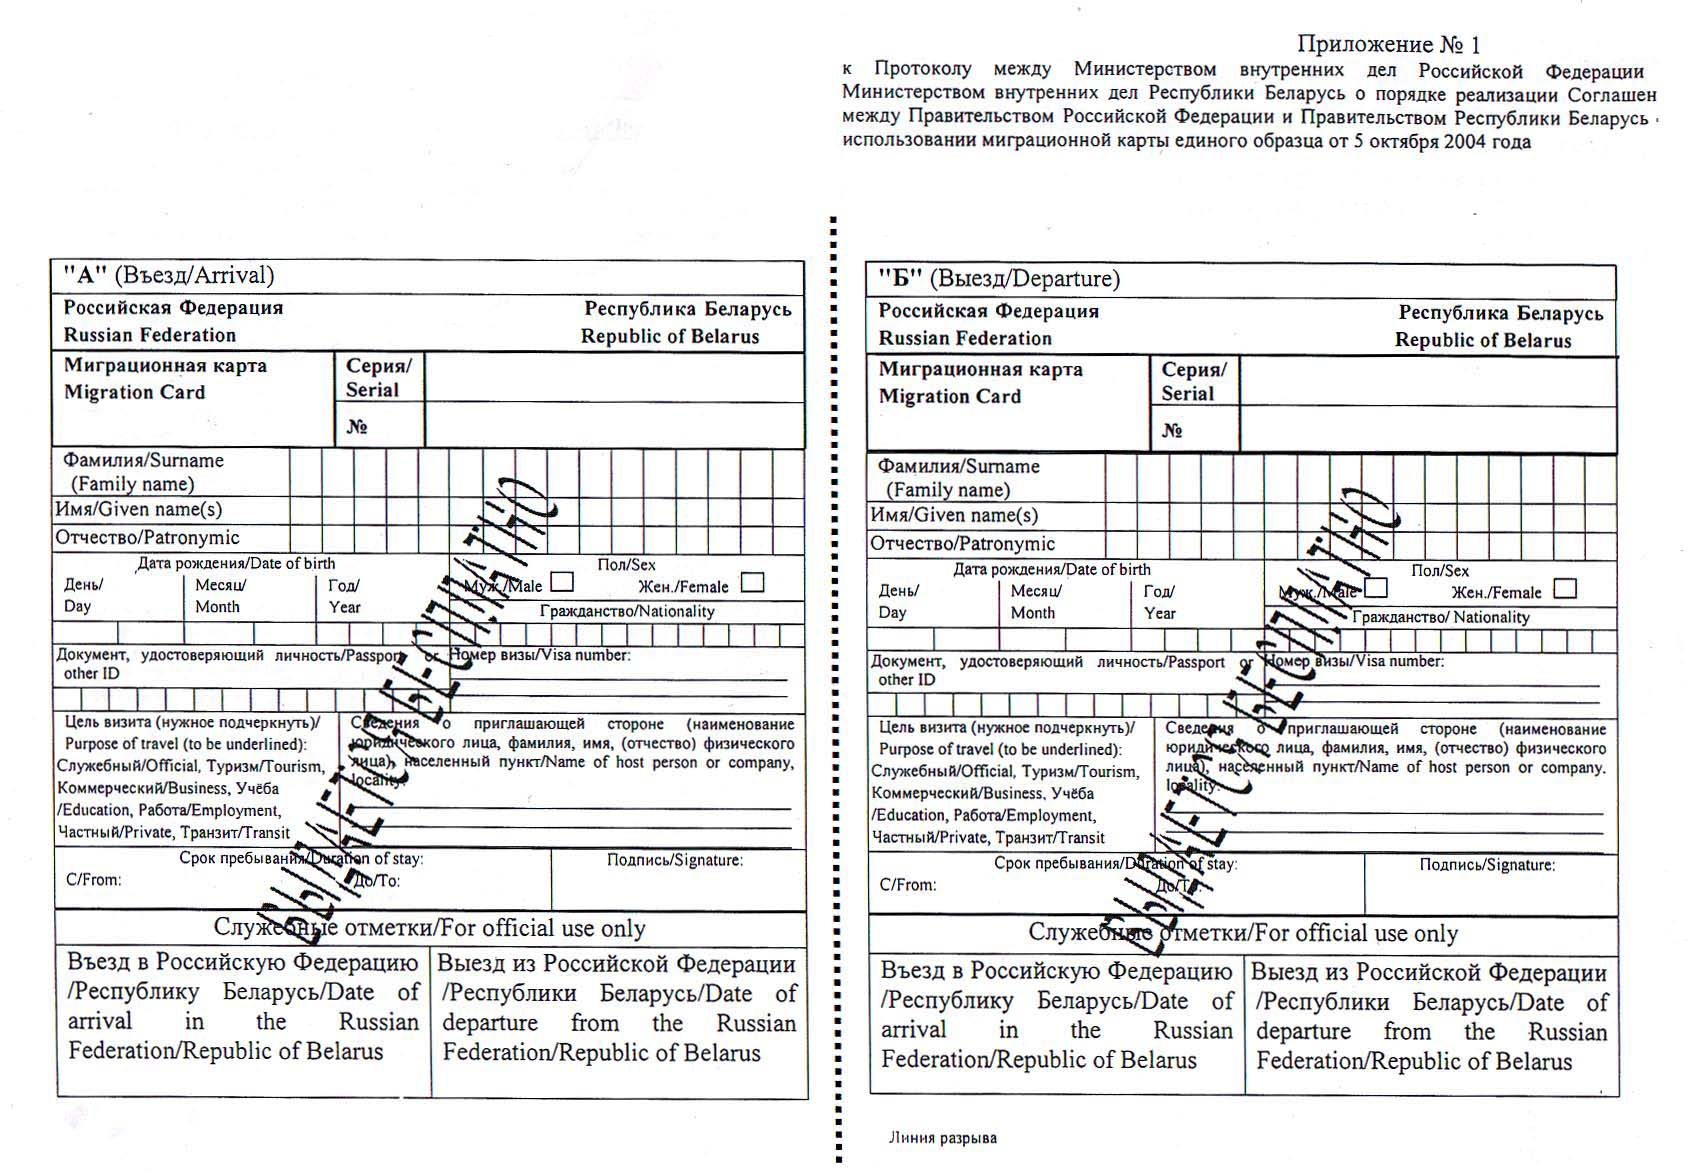 Приложение № 1
к Протоколу между Министерством внутренних дел Российской Федерации
Министерством внутренних дел Республики Беларусь о порядке реализации Соглашен
между Правительством Российской Федерации и Правительством Республики Беларусь
использовании миграционной карты единого образца от 5 октября 2004 года
"А" (Въезд/Arrival)
Российская Федерация Республика Беларусь
Russian Federation Republic of Belarus
Миграционная карта Серия/
Migration Card Serial
№
Фамилия/Surname
(Family name)
Имя/Given name(s)
Отчество/Patronymic
Дата рождения/Date of birth Пол/Sex
День/ Месяц/ Год/ Муж./Male Жен./Female
Day Month Year Гражданство/Nationality
Документ, удостоверяющий личность/Passport or Номер визы/Visa number:
other ID
Цель визита (нужное подчеркнуть)/
Purpose of travel (to be underlined):
Служебный/Official, Туризм/Tourism,
Коммерческий/Business, Учёба
/Education, Работа/Employment,
Частный/Private, Транзит/Transit
Сведения о приглашающей стороне (наименование
юридического лица, фамилия, имя, (отчество) физического
лица), населенный пункт/Name of host person or company,
locality:
Срок пребывания/Duration of stay: Подпись/Signature:
С/From: До/To:
Служебные отметки/For official use only
Въезд в Российскую Федерацию
/Республику Беларусь/Date of
arrival in the Russian
Federation/Republic of Belarus
Выезд из Российской Федерации
/Республики Беларусь/Date of
departure from the Russian
Federation/Republic of Belarus
ВЫДАЕТСЯ БЕСПЛАТНО
"Б" (Выезд/Departure)
Российская Федерация Республика Беларусь
Russian Federation Republic of Belarus
Миграционная карта Серия/
Migration Card Serial
№
Фамилия/Surname
(Family name)
Имя/Given name(s)
Отчество/Patronymic
Дата рождения/Date of birth Пол/Sex
День/ Месяц/ Год/ Муж./Male Жен./Female
Day Month Year Гражданство/ Nationality
Документ, удостоверяющий личность/Passport or Номер визы/Visa number:
other ID
Цель визита (нужное подчеркнуть)/
Purpose of travel (to be underlined):
Служебный/Official, Туризм/Tourism,
Коммерческий/Business, Учёба
/Education, Работа/Employment,
Частный/Private, Транзит/Transit
Сведения о приглашающей стороне (наименование
юридического лица, фамилия, имя, (отчество) физического
лица), населенный пункт/Name of host person or company.
locality:
Срок пребывания/Duration of stay: Подпись/Signature:
С/From: До/To:
Служебные отметки/For official use only
Въезд в Российскую Федерацию
/Республику Беларусь/Date of
arrival in the Russian
Federation/Republic of Belarus
Выезд из Российской Федерации
/Республики Беларусь/Date of
departure from the Russian
Federation/Republic of Belarus
ВЫДАЕТСЯ БЕСПЛАТНО
Линия разрыва